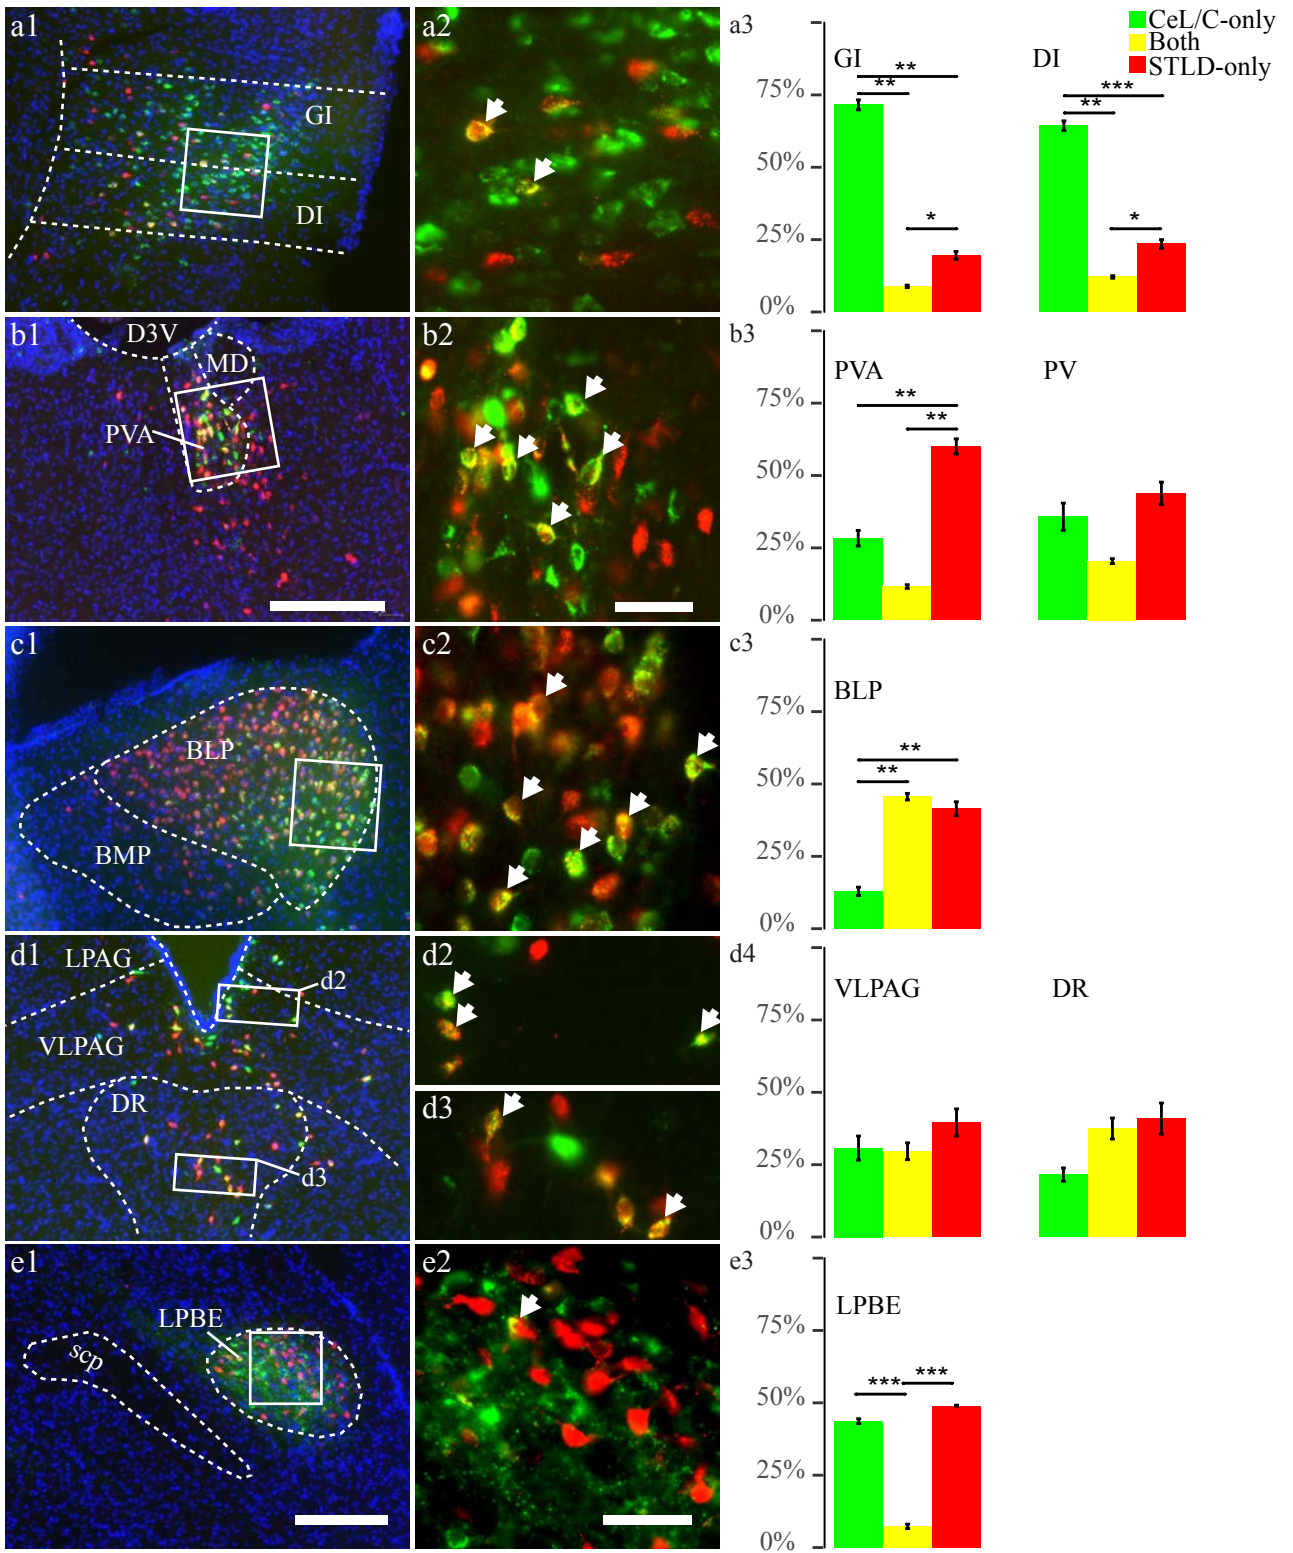 a1
GI
DI
a2
a3
CeL/C-only
Both
STLD-only
GI
DI
**
**
***
**
*
*
75%
50%
25%
0%
b1
D3V
MD
PVA
b2
b3
PVA
PV
**
**
75%
50%
25%
0%
c1
BLP
BMP
c2
c3
BLP
**
**
75%
50%
25%
0%
d1
LPAG
d2
VLPAG
DR
d3
d2
d3
d4
VLPAG
DR
75%
50%
25%
0%
e1
LPBE
scp
e2
e3
LPBE
***
***
75%
50%
25%
0%